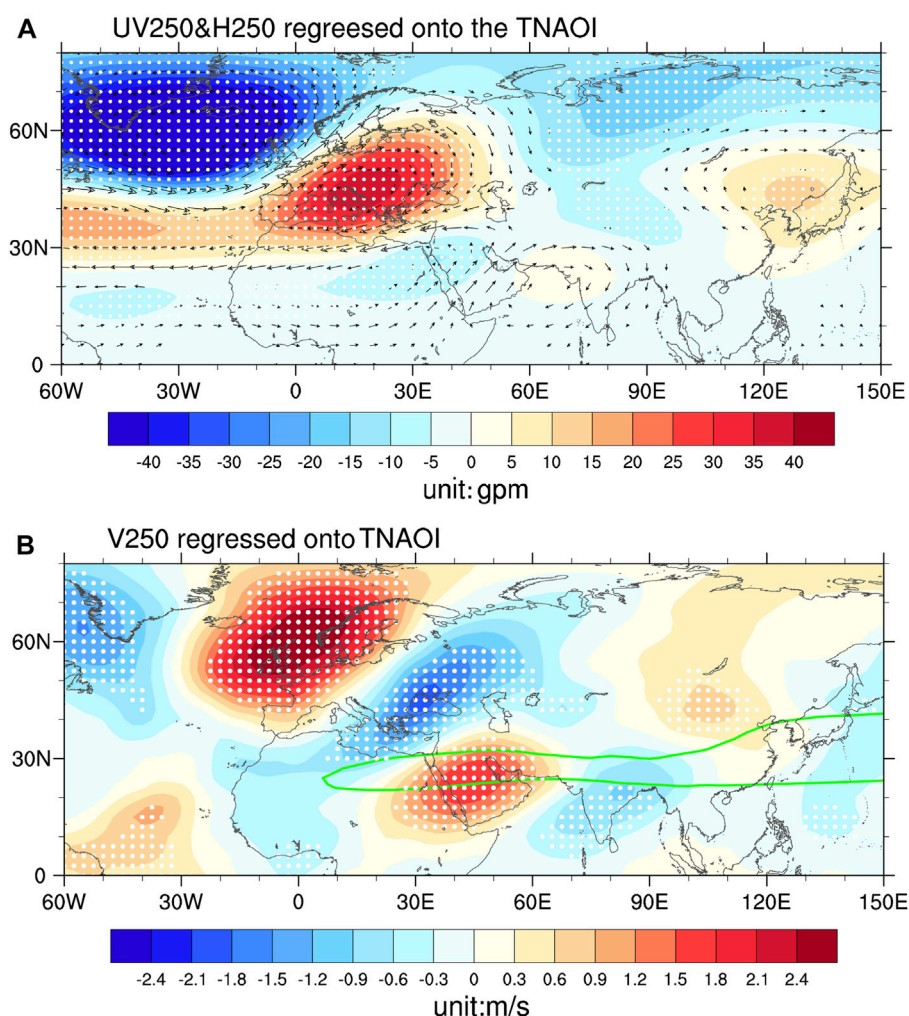 A UV250&H250 regreesed onto the TNAOI
60N
30N
0
60W 30W 0 30E 60E 90E 120E 150E
-40 -35 -30 -25 -20 -15 -10 -5 0 5 10 15 20 25 30 35 40
unit: gpm
B V250 regressed onto TNAOI
60N
30N
0
60W 30W 0 30E 60E 90E 120E 150E
-2.4 -2.1 -1.8 -1.5 -1.2 -0.9 -0.6 -0.3 0 0.3 0.6 0.9 1.2 1.5 1.8 2.1 2.4
unit:m/s